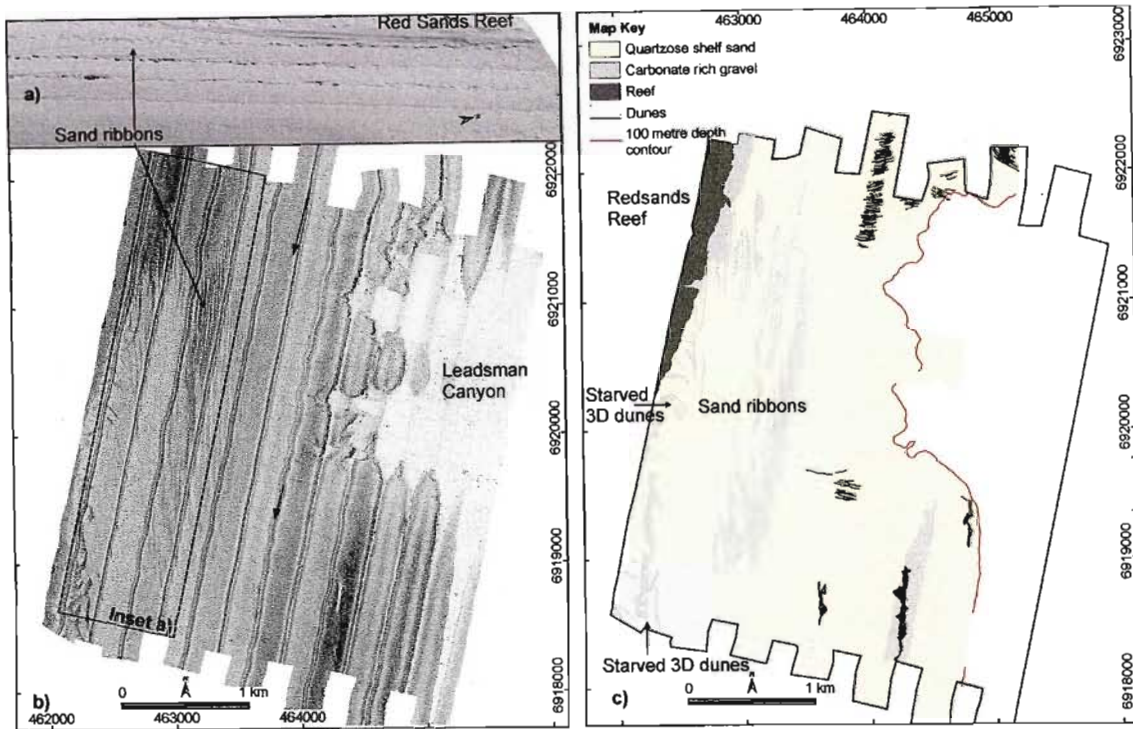 Red Sands Reef
a)
Sand ribbons
Leadsman
Canyon
Inset a)
b)
0 1 km
462000 463000 464000
6922000
6921000
6920000
6919000
6918000
463000 464000 465000
c)
Map Key
Quartzose shelf sand
Carbonate rich gravel
Reef
Dunes
100 metre depth
contour
Redsands
Reef
Starved
3D dunes
Sand ribbons
Starved 3D dunes
0 1 km
6923000
6922000
6921000
6920000
6919000
6918000